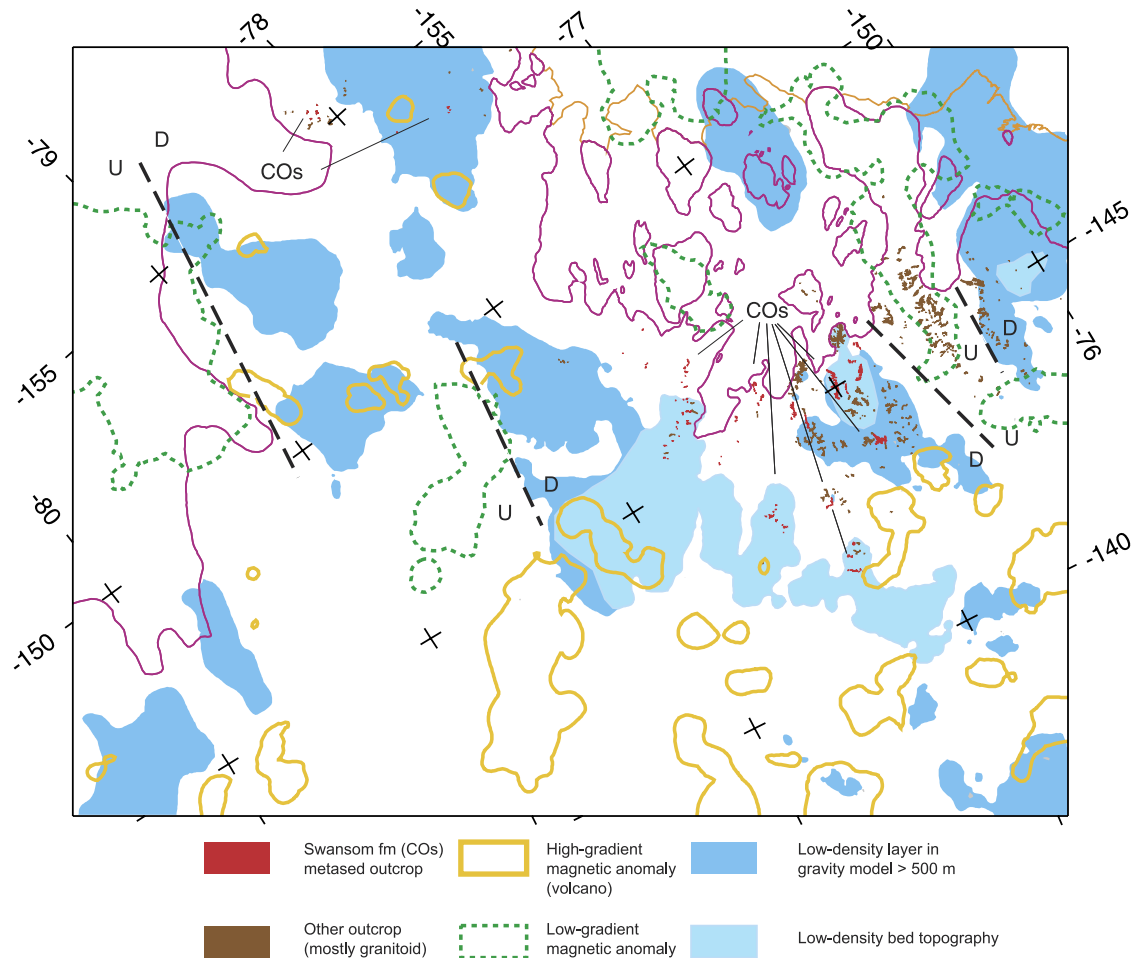 -78
-155
-77
-150
-79
D
U
COs
-145
-155
COs
D
U
-76
U
D
D
U
-80
-140
-150
Swansom fm (COs)
metased outcrop
High-gradient
magnetic anomaly
(volcano)
Low-density layer in
gravity model > 500 m
Other outcrop
(mostly granitoid)
Low-gradient
magnetic anomaly
Low-density bed topography